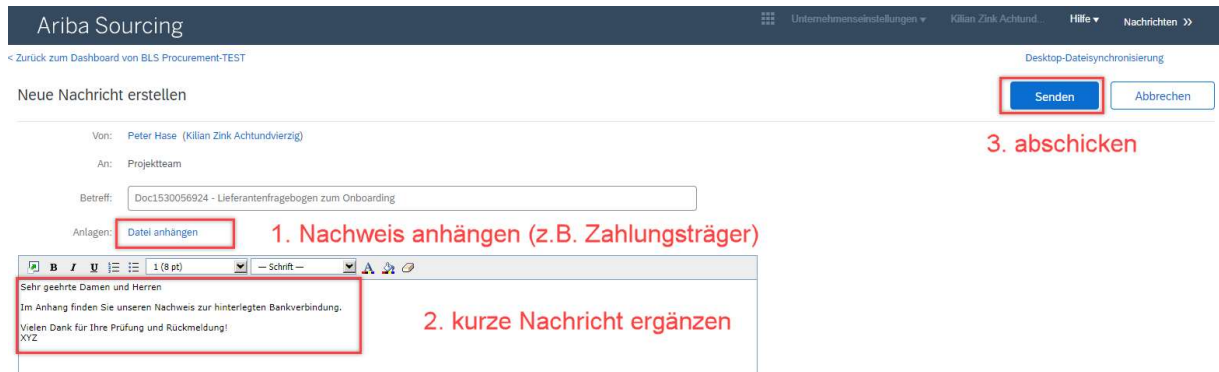 Ariba Sourcing
Unternehmenseinstellungen
Kilian Zink Achtund...
Hilfe
Nachrichten >>
< Zurück zum Dashboard von BLS Procurement-TEST
Desktop-Dateisynchronisierung
Neue Nachricht erstellen
Senden
Abbrechen
3. abschicken
Von: Peter Hase (Kilian Zink Achtundvierzig)
An: Projektteam
Betreff: Doc1530056924 - Lieferantenfragebogen zum Onboarding
Anlagen: Datei anhängen
1. Nachweis anhängen (z.B. Zahlungsträger)
B I U 1 (8 pt) — Schrift — A
Sehr geehrte Damen und Herren
Im Anhang finden Sie unseren Nachweis zur hinterlegten Bankverbindung.
Vielen Dank für Ihre Prüfung und Rückmeldung!
XYZ
2. kurze Nachricht ergänzen